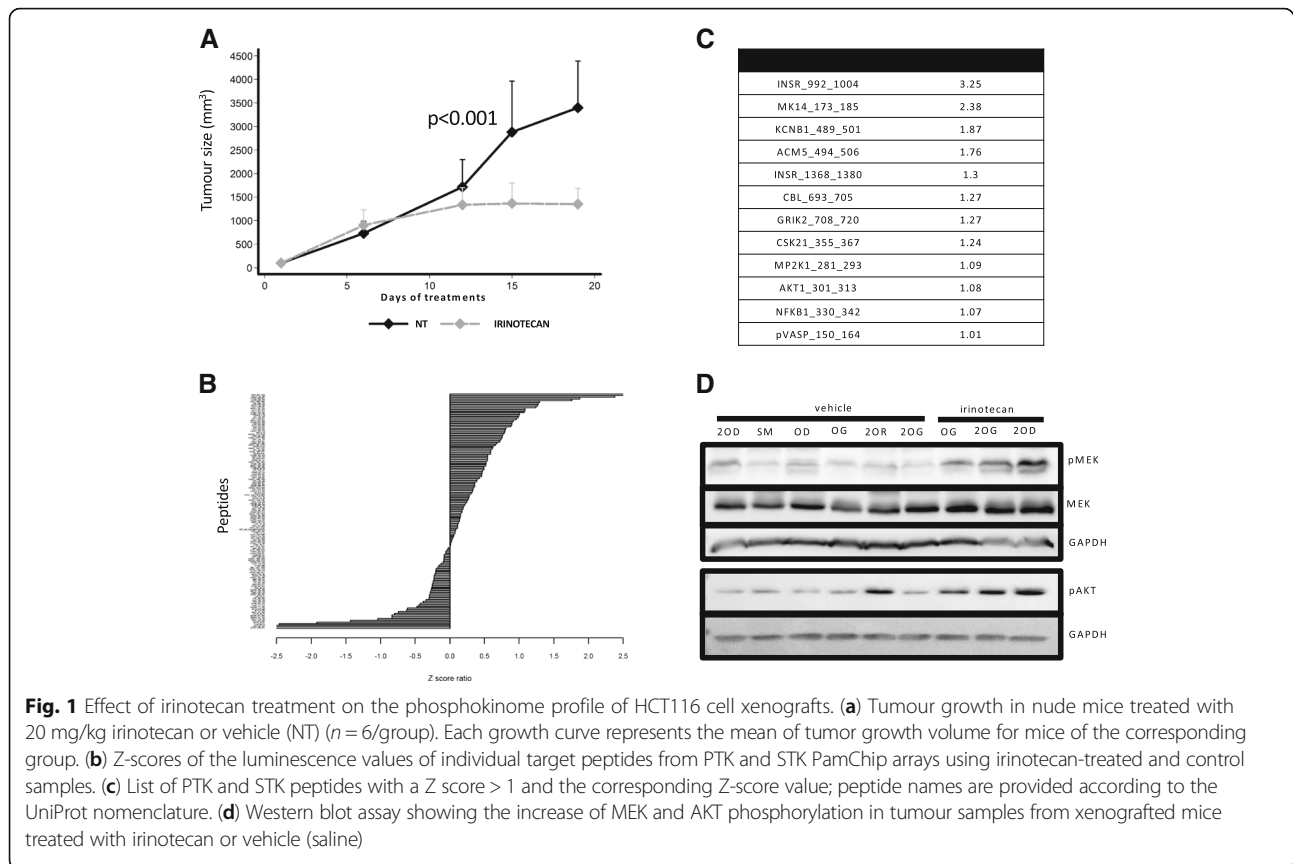 A
Tumour size (mm³)
4500
4000
3500
3000
2500
2000
1500
1000
500
0
p<0.001
0 5 10 15 20
Days of treatments
NT IRINOTECAN
C
INSR_992_1004 3.25
MK14_173_185 2.38
KCNB1_489_501 1.87
ACM5_494_506 1.76
INSR_1368_1380 1.3
CBL_693_705 1.27
GRIK2_708_720 1.27
CSK21_355_367 1.24
MP2K1_281_293 1.09
AKT1_301_313 1.08
NFKB1_330_342 1.07
pVASP_150_164 1.01
B
Peptides
-2.5 -2.0 -1.5 -1.0 -0.5 0.0 0.5 1.0 1.5 2.0 2.5
Z score ratio
D
vehicle irinotecan
2OD SM OD OG 2OR 2OG OG 2OG 2OD
pMEK
MEK
GAPDH
pAKT
GAPDH
Fig. 1 Effect of irinotecan treatment on the phosphokinome profile of HCT116 cell xenografts. (a) Tumour growth in nude mice treated with
20 mg/kg irinotecan or vehicle (NT) (n = 6/group). Each growth curve represents the mean of tumor growth volume for mice of the corresponding
group. (b) Z-scores of the luminescence values of individual target peptides from PTK and STK PamChip arrays using irinotecan-treated and control
samples. (c) List of PTK and STK peptides with a Z score > 1 and the corresponding Z-score value; peptide names are provided according to the
UniProt nomenclature. (d) Western blot assay showing the increase of MEK and AKT phosphorylation in tumour samples from xenografted mice
treated with irinotecan or vehicle (saline)